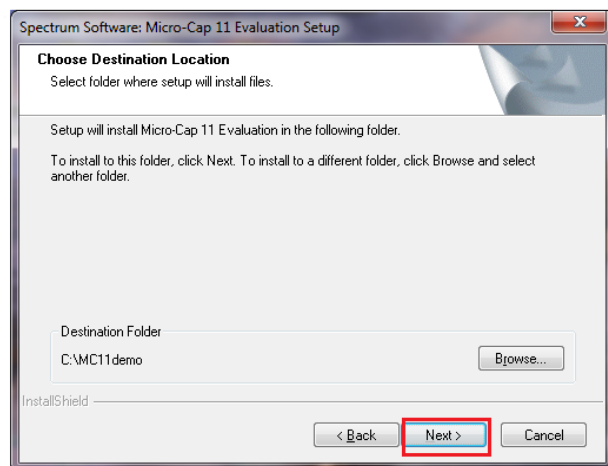 Spectrum Software: Micro-Cap 11 Evaluation Setup
Choose Destination Location
Select folder where setup will install files.
Setup will install Micro-Cap 11 Evaluation in the following folder.
To install to this folder, click Next. To install to a different folder, click Browse and select
another folder.
Destination Folder
C:\MC11demo
Browse...
InstallShield
< Back
Next >
Cancel